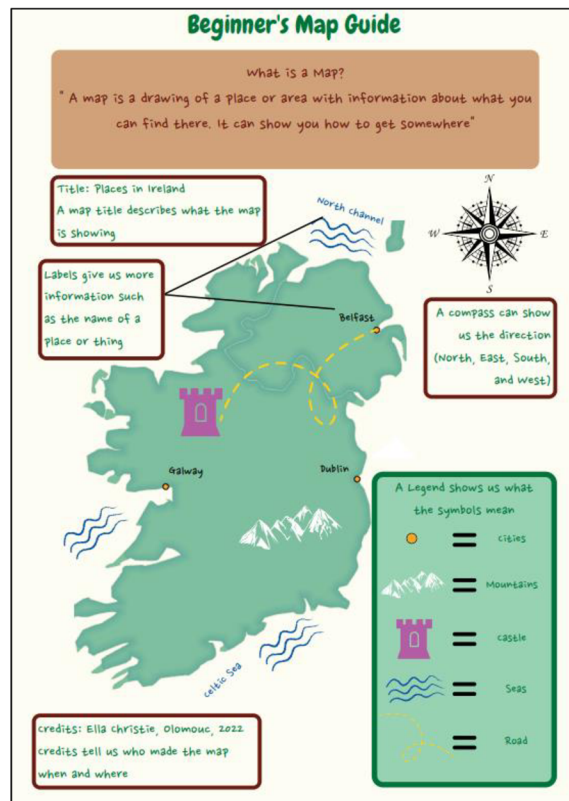 Beginner's Map Guide
What is a Map?
" A map is a drawing of a place or area with information about what you
can find there. It can show you how to get somewhere"
Title: Places in Ireland
A map title describes what the map
is showing
North Channel
N
W
E
S
Labels give us more
information such
as the name of a
place or thing
Belfast
A compass can show
us the direction
(North, East, South,
and West)
Galway
Dublin
A Legend shows us what
the symbols mean
Cities
Mountains
Castle
Seas
Road
Celtic Sea
Credits: Ella Christie, Olomouc, 2022
Credits tell us who made the map
when and where